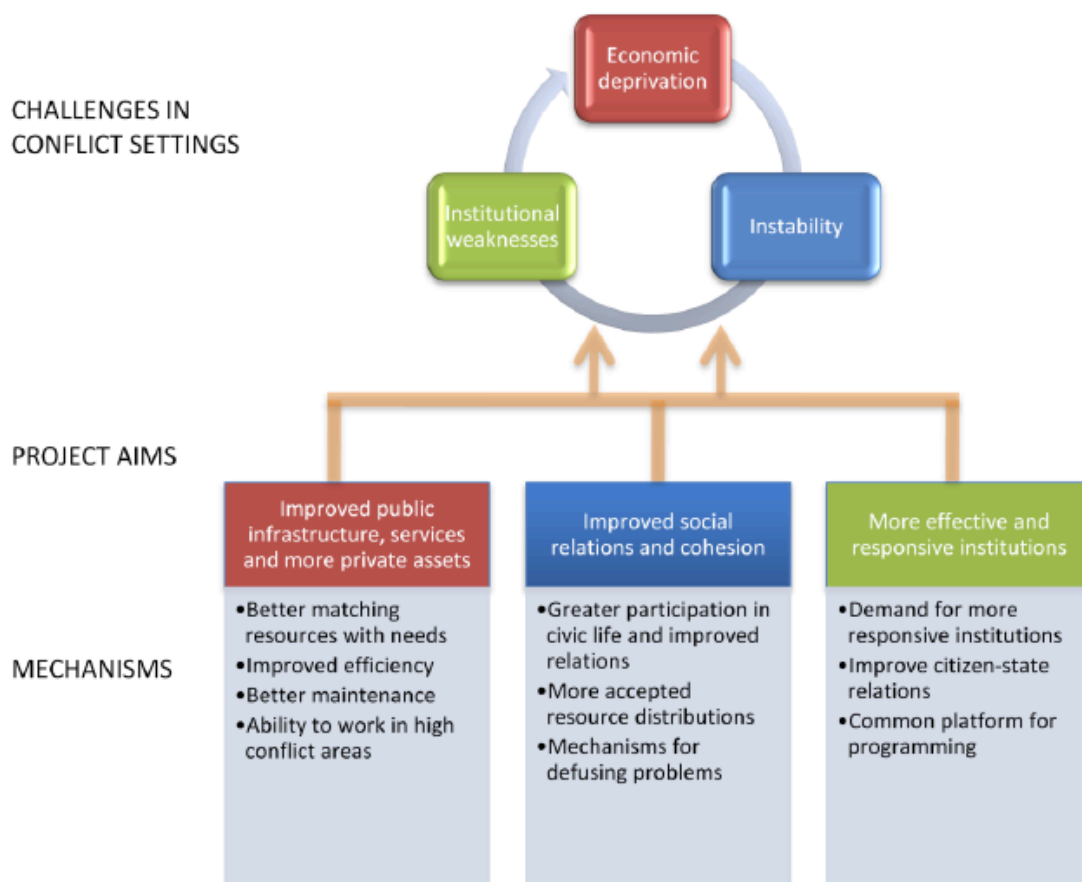 Economic
deprivation
CHALLENGES IN
CONFLICT SETTINGS
Institutional
weaknesses
Instability
PROJECT AIMS
Improved public
infrastructure, services
and more private assets
Improved social
relations and cohesion
More effective and
responsive institutions
MECHANISMS
•Better matching
resources with needs
•Improved efficiency
•Better maintenance
•Ability to work in high
conflict areas
•Greater participation in
civic life and improved
relations
•More accepted
resource distributions
•Mechanisms for
defusing problems
•Demand for more
responsive institutions
•Improve citizen-state
relations
•Common platform for
programming